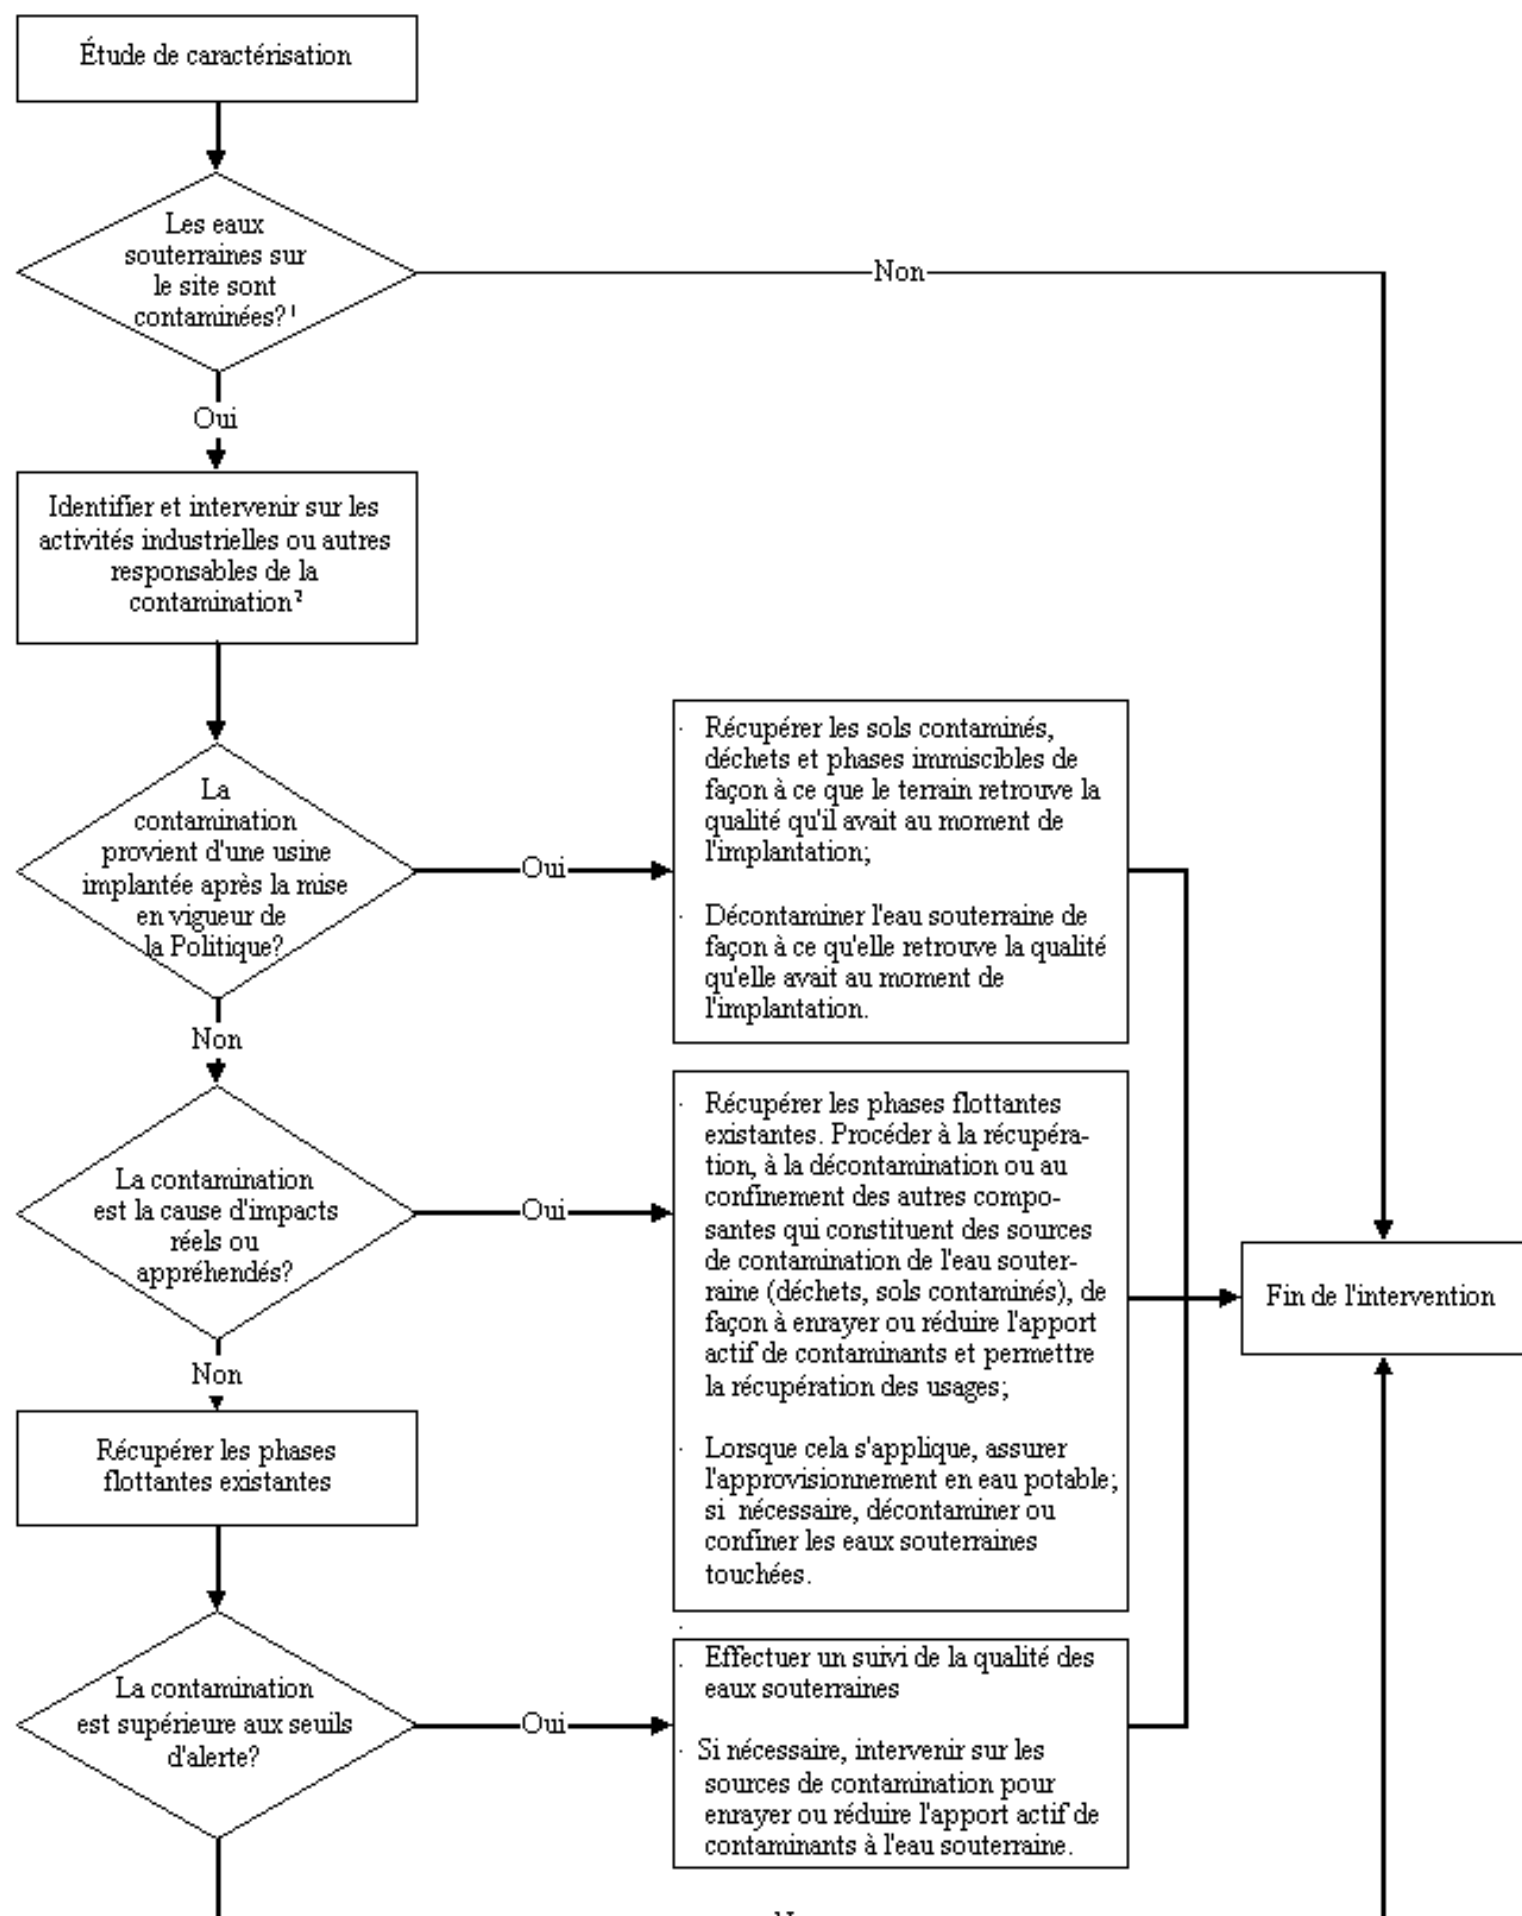 Étude de caractérisation
Les eaux
souterraines sur
le site sont
contaminées?¹
Non
Oui
Identifier et intervenir sur les
activités industrielles ou autres
responsables de la
contamination²
La
contamination
provient d'une usine
implantée après la mise
en vigueur de
la Politique?
Oui
· Récupérer les sols contaminés,
déchets et phases immiscibles de
façon à ce que le terrain retrouve la
qualité qu'il avait au moment de
l'implantation;
· Décontaminer l'eau souterraine de
façon à ce qu'elle retrouve la qualité
qu'elle avait au moment de
l'implantation.
Non
La contamination
est la cause d'impacts
réels ou
appréhendés?
Oui
· Récupérer les phases flottantes
existantes. Procéder à la récupéra-
tion, à la décontamination ou au
confinement des autres compo-
santes qui constituent des sources
de contamination de l'eau souter-
raine (déchets, sols contaminés), de
façon à enrayer ou réduire l'apport
actif de contaminants et permettre
la récupération des usages;
· Lorsque cela s'applique, assurer
l'approvisionnement en eau potable;
si nécessaire, décontaminer ou
confiner les eaux souterraines
touchées.
Fin de l'intervention
Non
Récupérer les phases
flottantes existantes
La contamination
est supérieure aux seuils
d'alerte?
Oui
· Effectuer un suivi de la qualité des
eaux souterraines
· Si nécessaire, intervenir sur les
sources de contamination pour
enrayer ou réduire l'apport actif de
contaminants à l'eau souterraine.